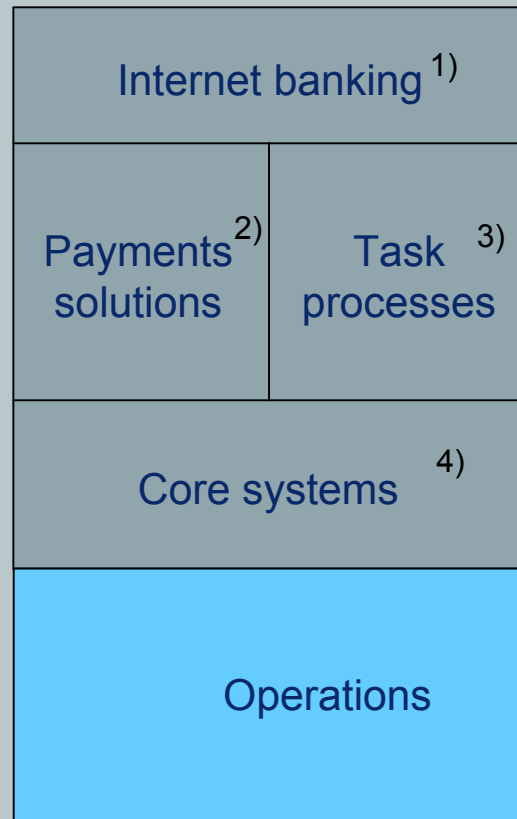 Internet banking 1)
Payments 2)
solutions
Task 3)
processes
Core systems 4)
Operations